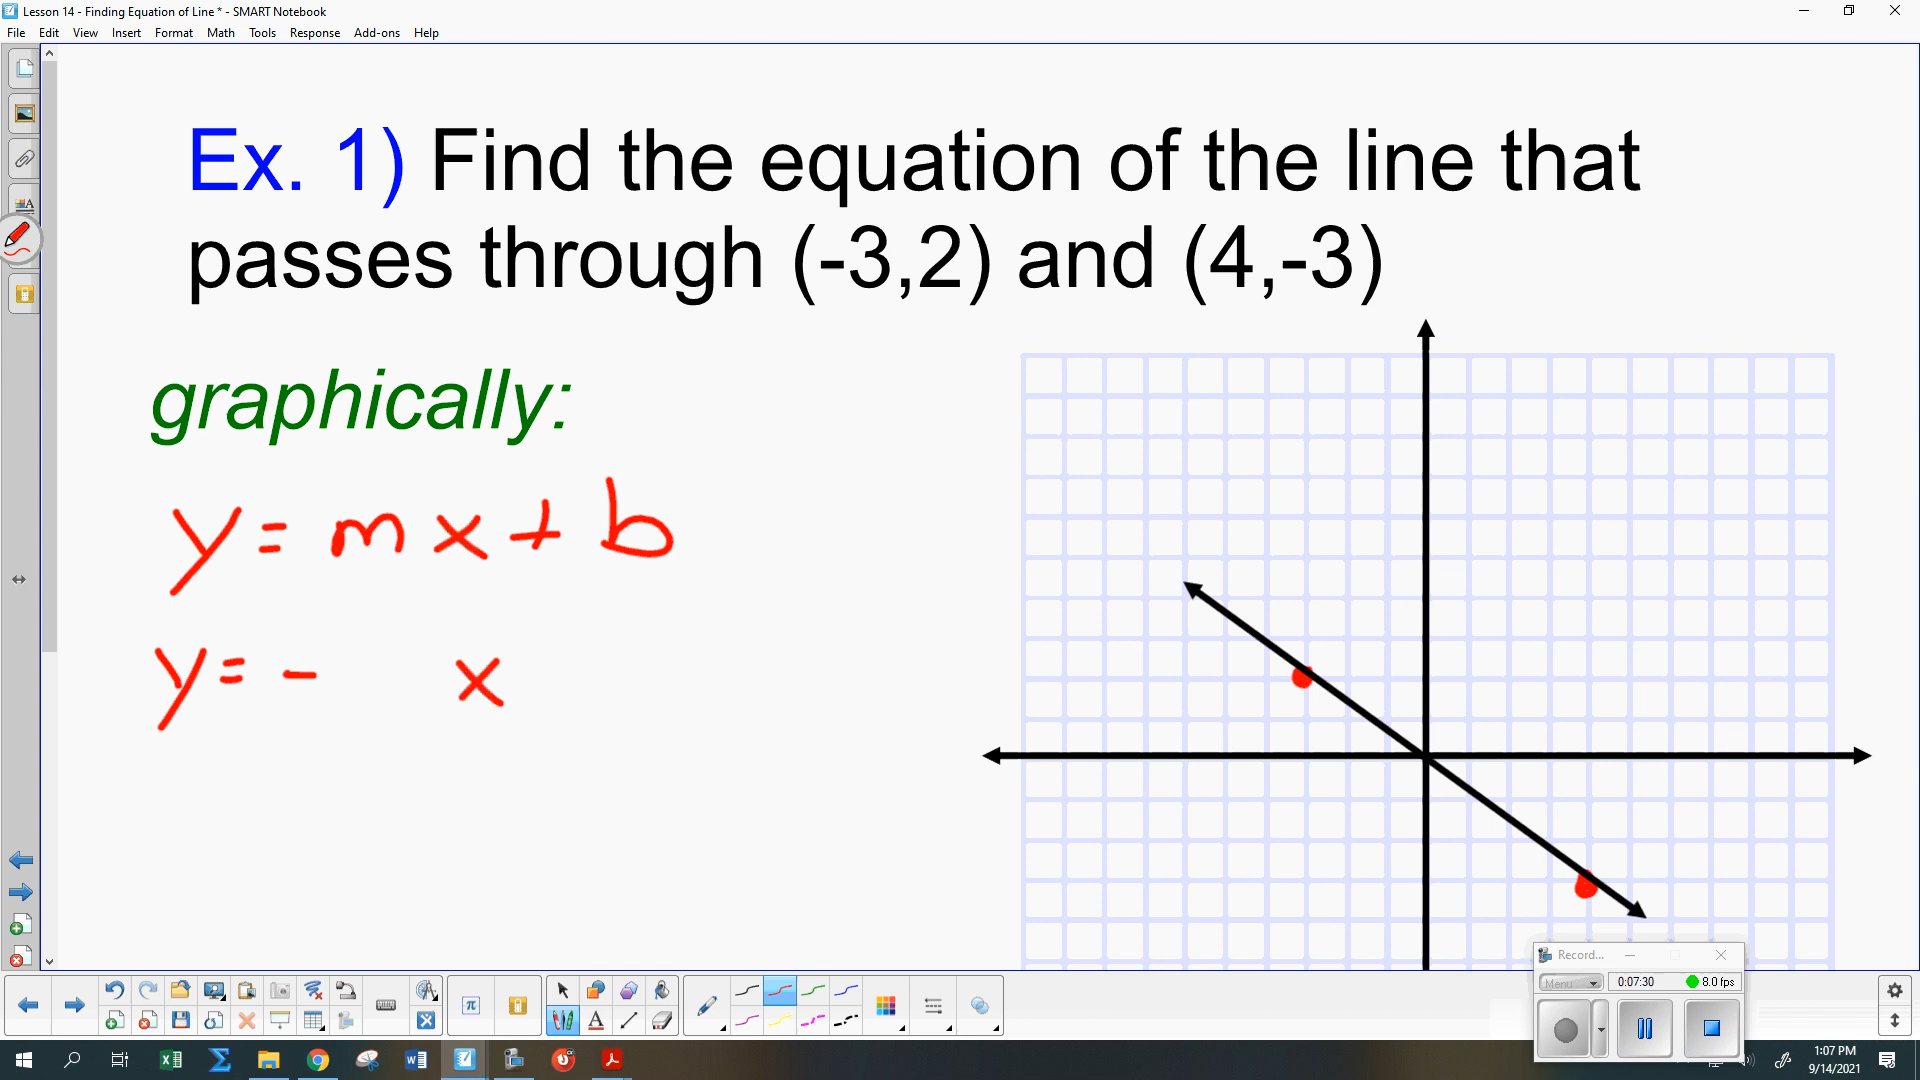 Lesson 14 - Finding Equation of Line * - SMART Notebook
File Edit View Insert Format Math Tools Response Add-ons Help
Ex. 1) Find the equation of the line that
passes through (-3,2) and (4,-3)
graphically:
y = mx + b
y = - x
Record...
Menu 0:07:30 8.0 fps
1:07 PM
9/14/2021